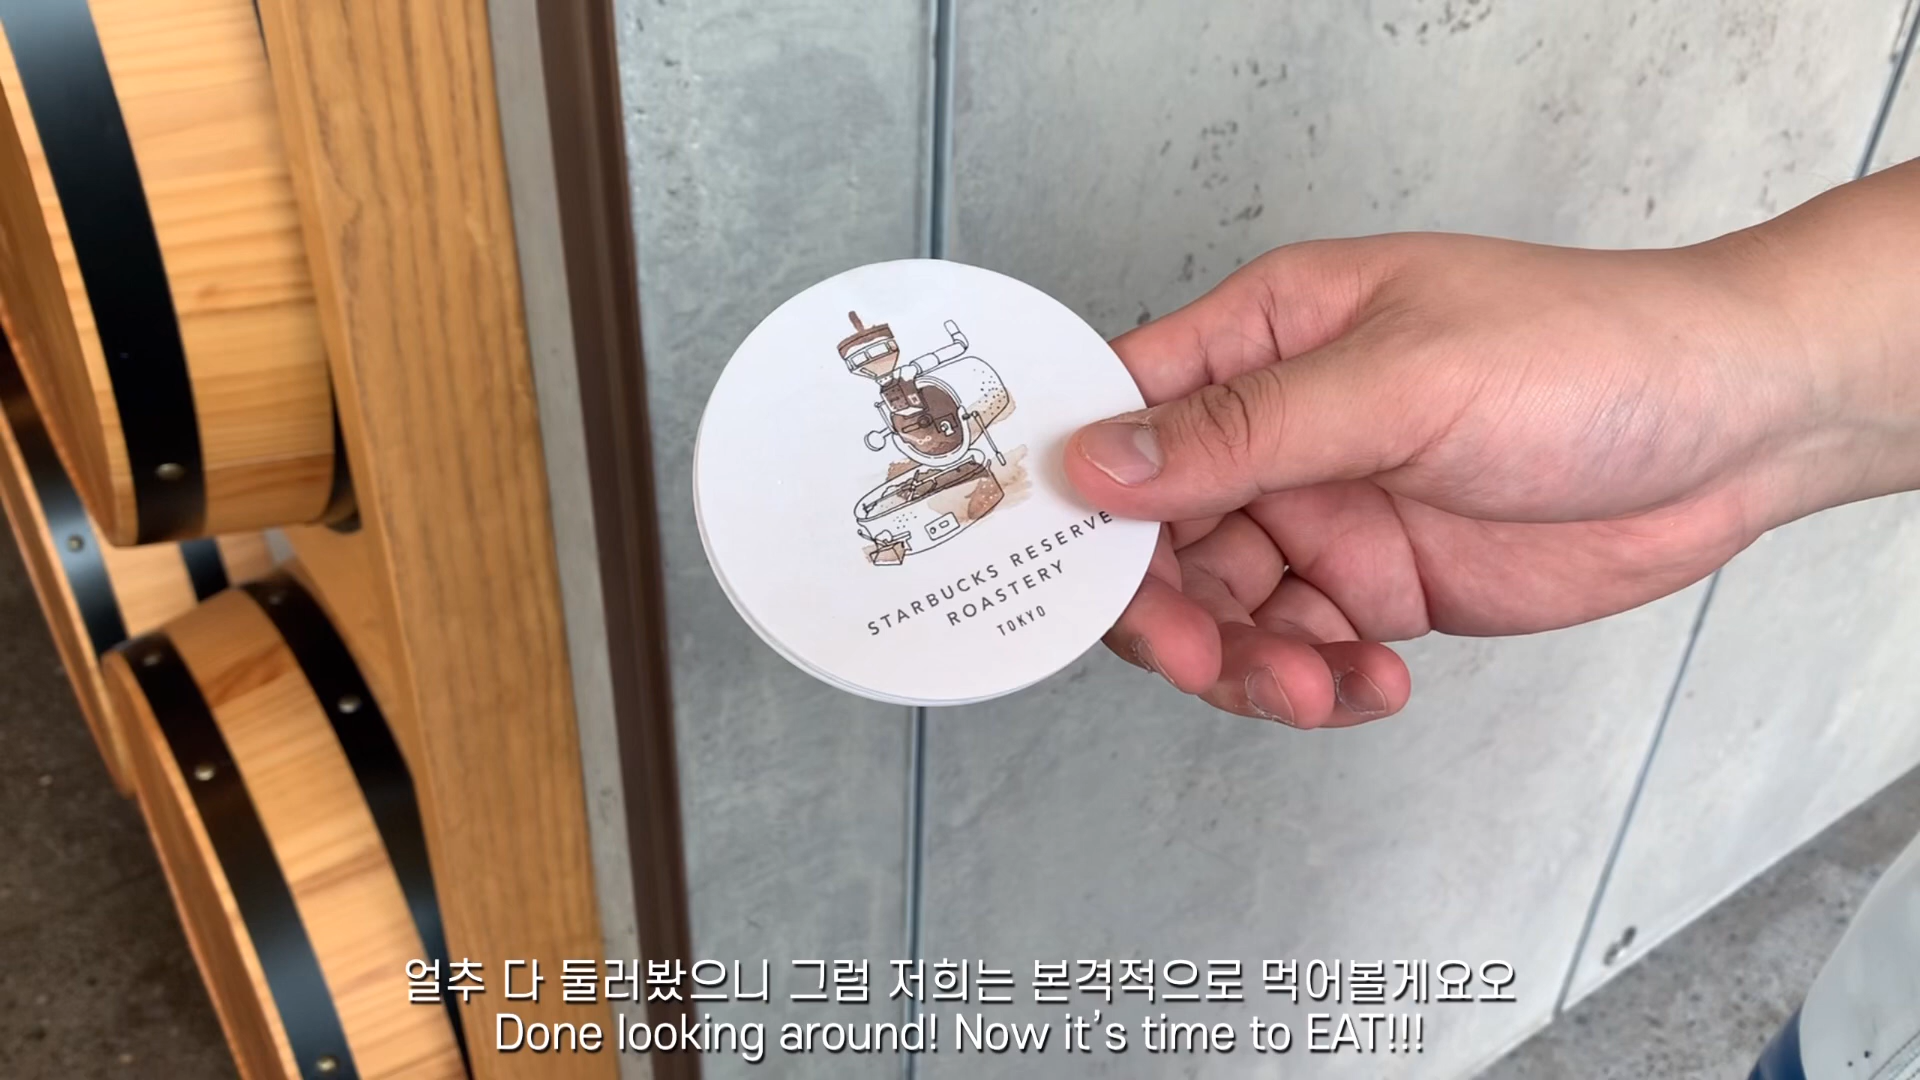 STARBUCKS RESERVE
ROASTERY
TOKYO
얼추 다 둘러봤으니 그럼 저희는 본격적으로 먹어볼게요오
Done looking around! Now it's time to EAT!!!